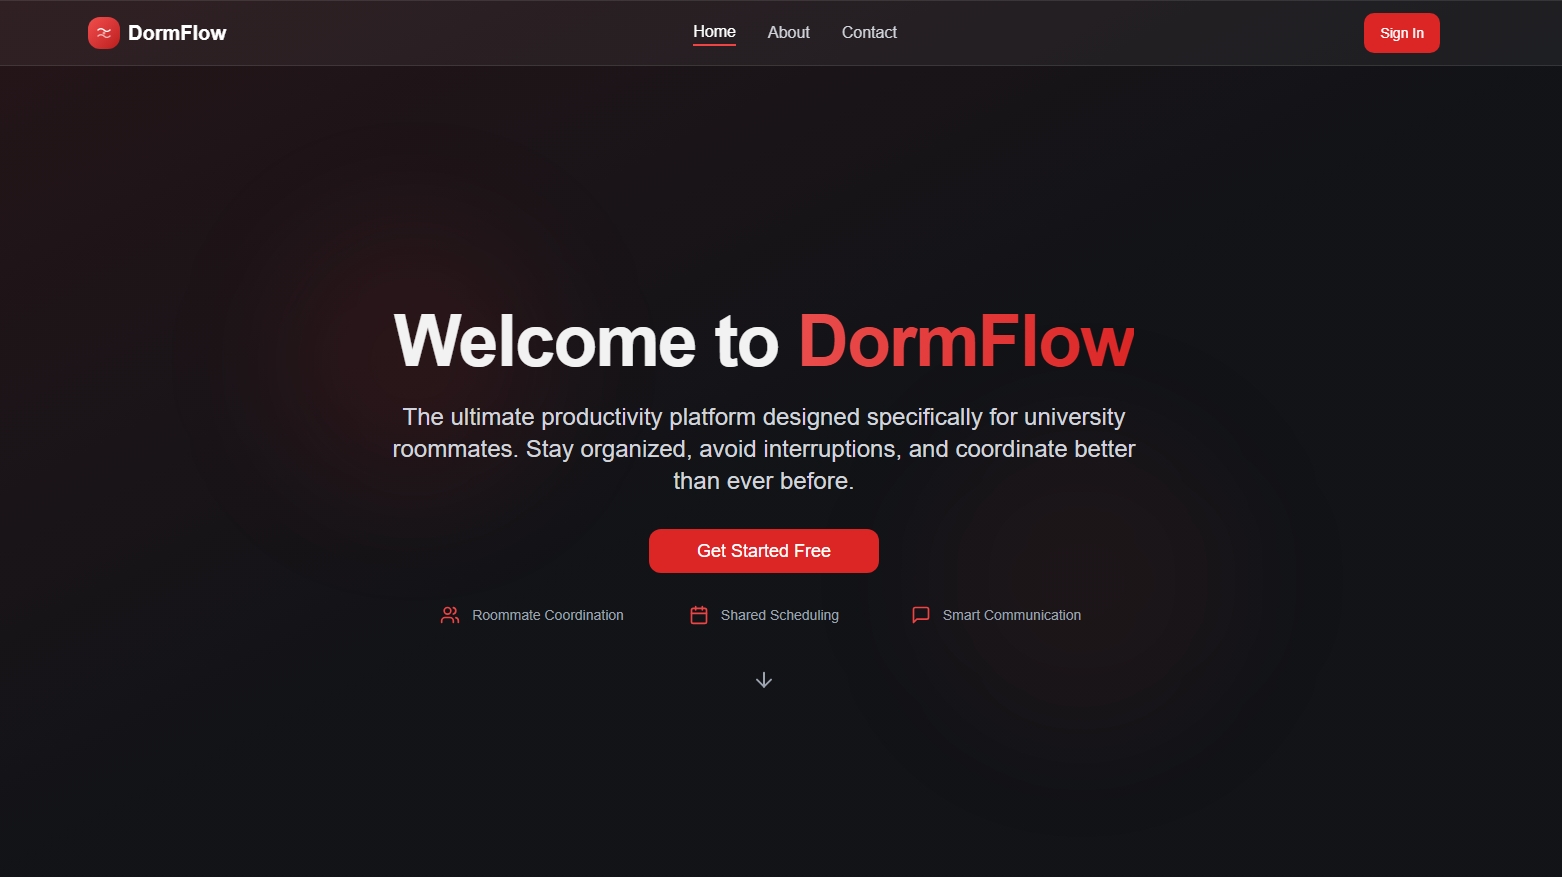 DormFlow
Home
About
Contact
Sign In
Welcome to DormFlow
The ultimate productivity platform designed specifically for university
roommates. Stay organized, avoid interruptions, and coordinate better
than ever before.
Get Started Free
Roommate Coordination
Shared Scheduling
Smart Communication